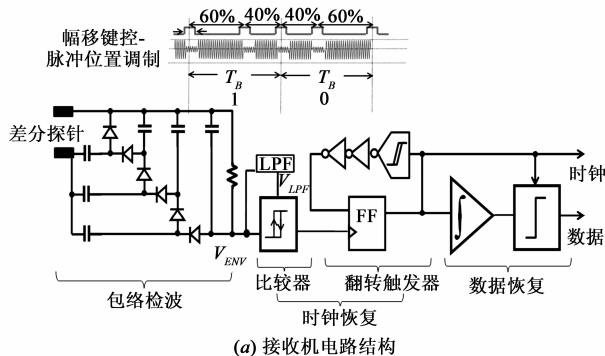 60% 40% 40% 60%
幅移键控-
脉冲位置调制
T_B T_B
1 0
差分探针
LPF
V_LPF
FF
时钟
数据
V_ENV
包络检波
比较器
翻转触发器
数据恢复
时钟恢复
(a) 接收机电路结构